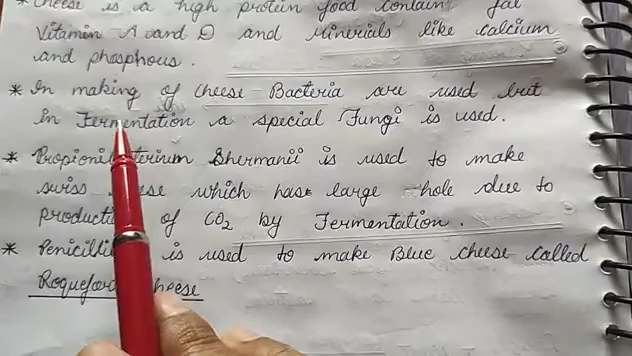 * Cheese is a high protein food contain fat
Vitamin A and D and Minerials like calcium
and phosphous.
* In making of cheese Bacteria are used but
in Fermentation a special Fungi is used.
* Shermanii is used to make
swiss which has large hole due to
of CO2 by Fermentation.
* is used to make Blue cheese called